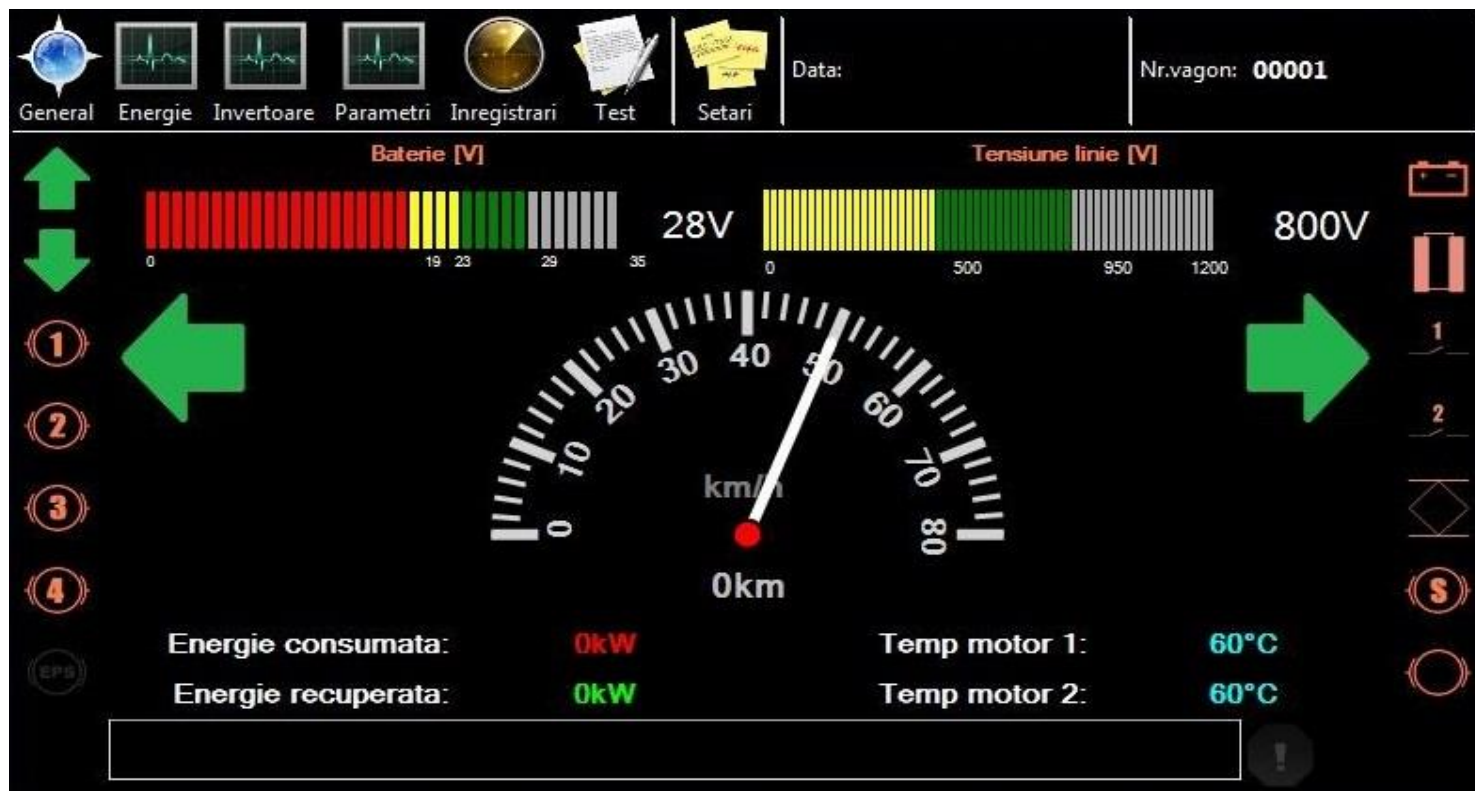 General Energie Invertoare Parametri Inregistrari Test Setari Data: Nr.vagon: 00001
Baterie [V] Tensiune linie [V]
28V 800V
0 19 23 29 35 0 500 950 1200
1
2
3
4
EPS
0 10 20 30 40 50 60 70 80
km/h
0km
1
2
S
Energie consumata: 0kW Temp motor 1: 60°C
Energie recuperata: 0kW Temp motor 2: 60°C
!